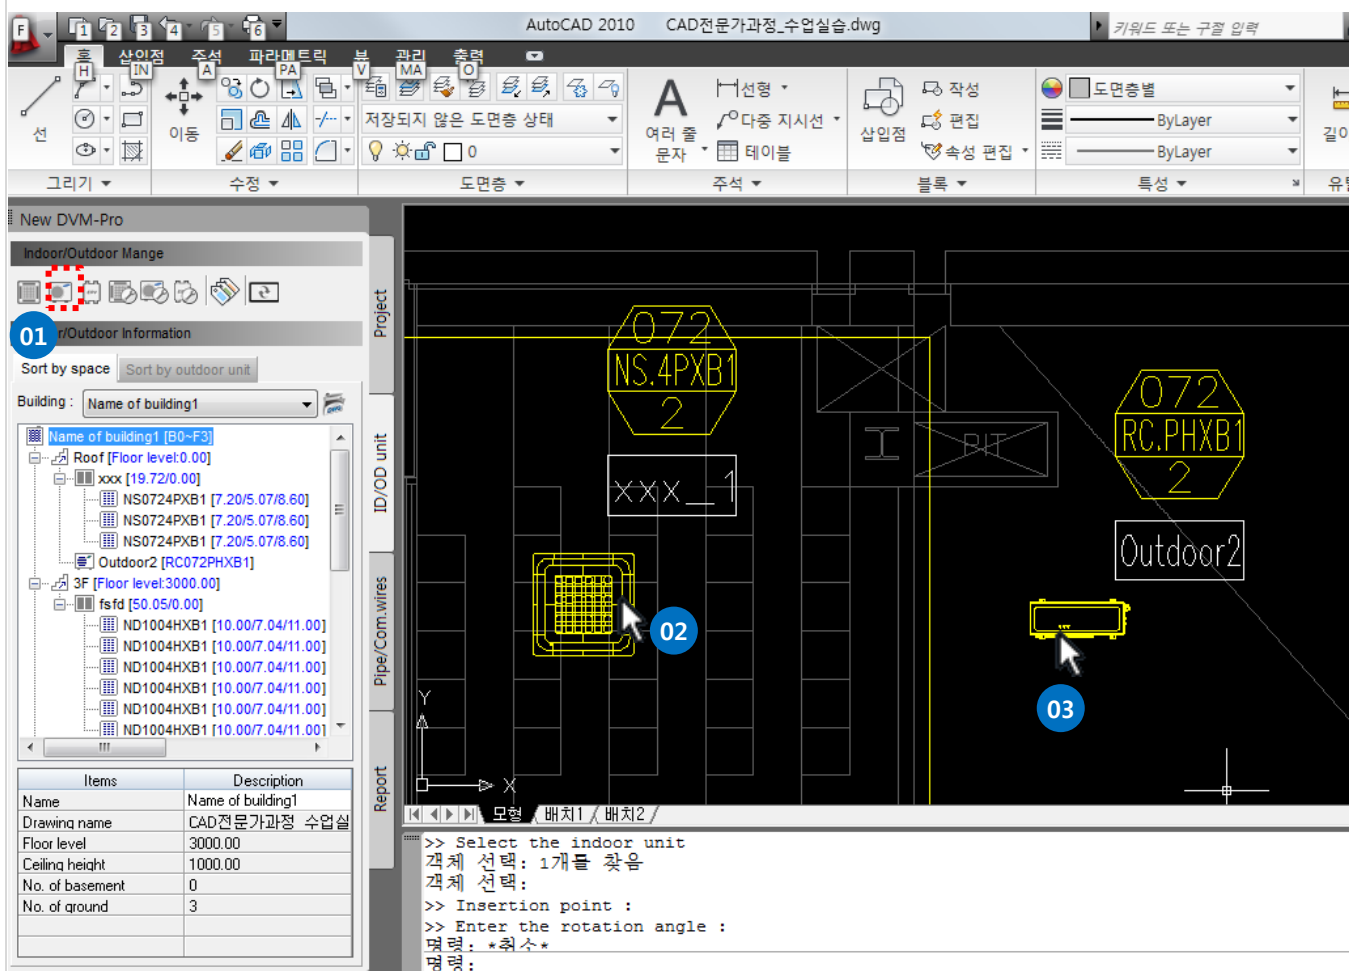 F 1 2 3 4 5 6
AutoCAD 2010 CAD전문가과정_수업실습.dwg
키워드 또는 구절 입력
홈 삽입점 주석 파라메트릭 뷰 관리 출력
H IN A PA V MA O
선
이동
저장되지 않은 도면층 상태
0
A
여러 줄
문자
선형
다중 지시선
테이블
삽입점
작성
편집
속성 편집
도면층별
ByLayer
ByLayer
그리기
수정
도면층
주석
블록
특성
New DVM-Pro
Indoor/Outdoor Mange
01
/Outdoor Information
Sort by space Sort by outdoor unit
Building : Name of building1
Name of building1 [B0~F3]
Roof [Floor level:0.00]
xxx [19.72/0.00]
NS0724PXB1 [7.20/5.07/8.60]
NS0724PXB1 [7.20/5.07/8.60]
NS0724PXB1 [7.20/5.07/8.60]
Outdoor2 [RC072PHXB1]
3F [Floor level:3000.00]
fsfd [50.05/0.00]
ND1004HXB1 [10.00/7.04/11.00]
ND1004HXB1 [10.00/7.04/11.00]
ND1004HXB1 [10.00/7.04/11.00]
ND1004HXB1 [10.00/7.04/11.00]
ND1004HXB1 [10.00/7.04/11.00]
ND1004HXB1 [10.00/7.04/11.00]
Items Description
Name Name of building1
Drawing name CAD전문가과정 수업실
Floor level 3000.00
Ceiling height 1000.00
No. of basement 0
No. of ground 3
Project
ID/OD unit
Pipe/Com.wires
Report
072
NS.4PXB1
2
xxx_1
02
PIT
072
RC.PHXB1
2
Outdoor2
03
Y
X
모형 배치1 배치2
>> Select the indoor unit
객체 선택: 1개를 찾음
객체 선택:
>> Insertion point :
>> Enter the rotation angle :
명령: *취소*
명령: